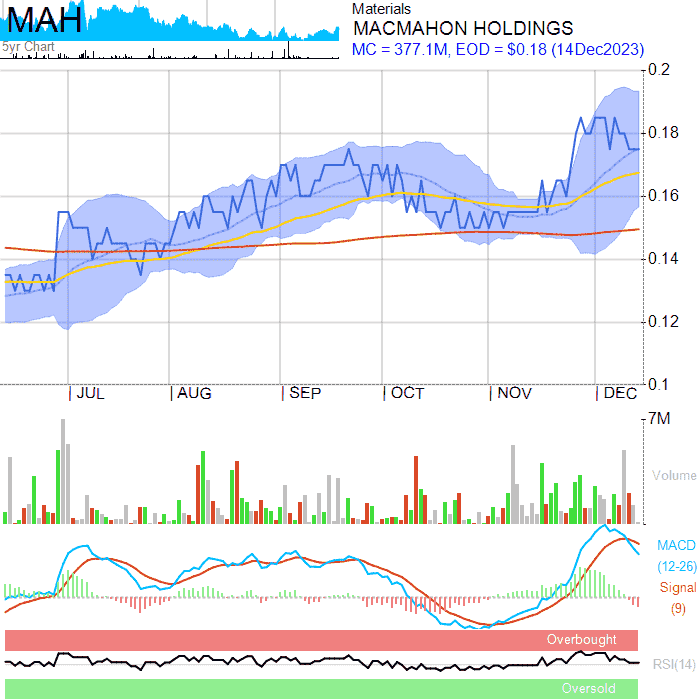 MAH
5yr Chart
Materials
MACMAHON HOLDINGS
MC = 377.1M, EOD = $0.18 (14Dec2023)
0.2
0.18
0.16
0.14
0.12
0.1
JUL AUG SEP OCT NOV DEC
7M
Volume
MACD
(12-26)
Signal
(9)
Overbought
RSI(14)
Oversold